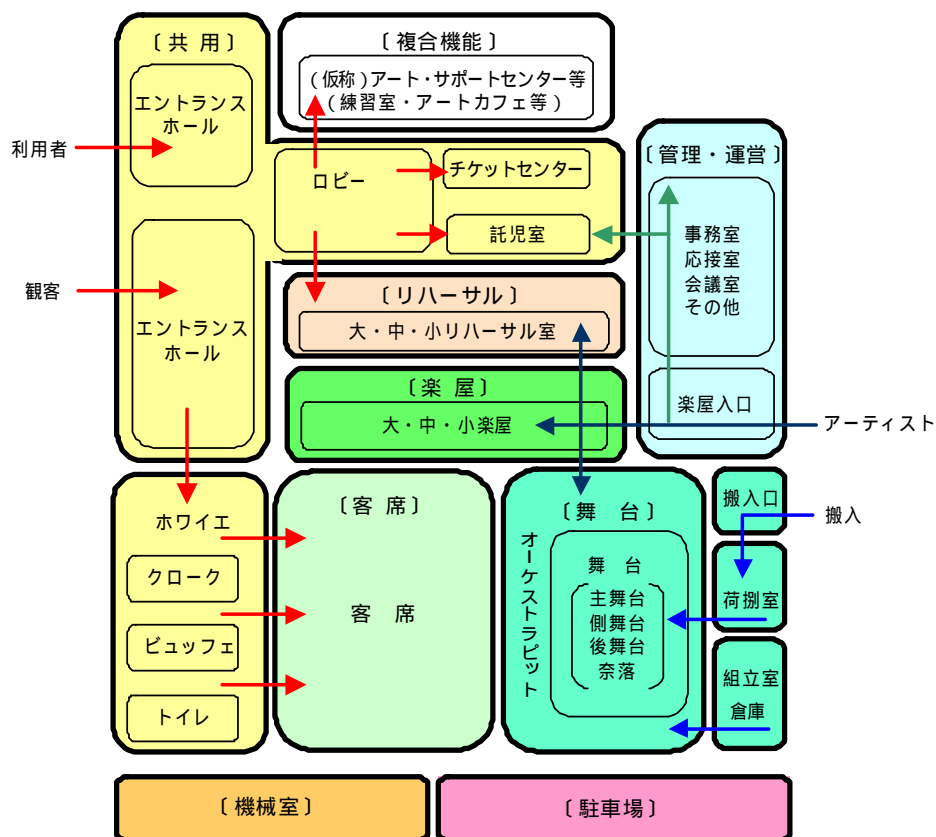 〔共 用〕
エントランス
ホール
利用者
エントランス
ホール
観客
〔複合機能〕
(仮称)アート・サポートセンター等
(練習室・アートカフェ等)
ロビー
チケットセンター
託児室
〔管理・運営〕
事務室
応接室
会議室
その他
楽屋入口
アーティスト
〔リハーサル〕
大・中・小リハーサル室
〔楽 屋〕
大・中・小楽屋
ホワイエ
クローク
ビュッフェ
トイレ
〔客 席〕
客 席
〔舞 台〕
オーケストラピット
舞 台
主舞台
側舞台
後舞台
奈落
搬入口
搬入
荷捌室
組立室
倉庫
〔機械室〕
〔駐車場〕